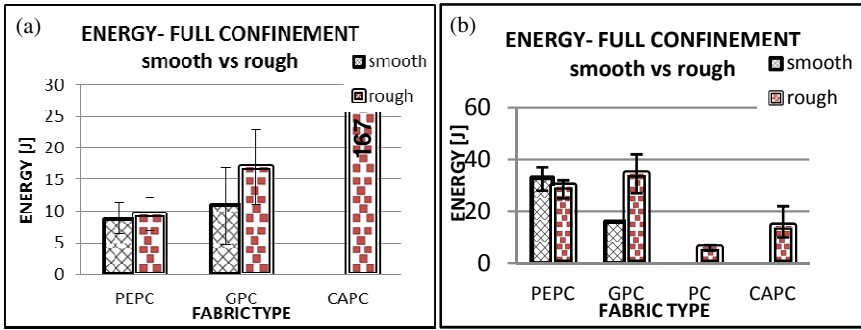 (a)
ENERGY- FULL CONFINEMENT
smooth vs rough
smooth
rough
ENERGY [J]
30
25
20
15
10
5
0
167
PEPC GPC CAPC
FABRIC TYPE
(b)
ENERGY- FULL CONFINEMENT
smooth vs rough
smooth
rough
ENERGY [J]
60
40
20
0
PEPC GPC PC CAPC
FABRIC TYPE